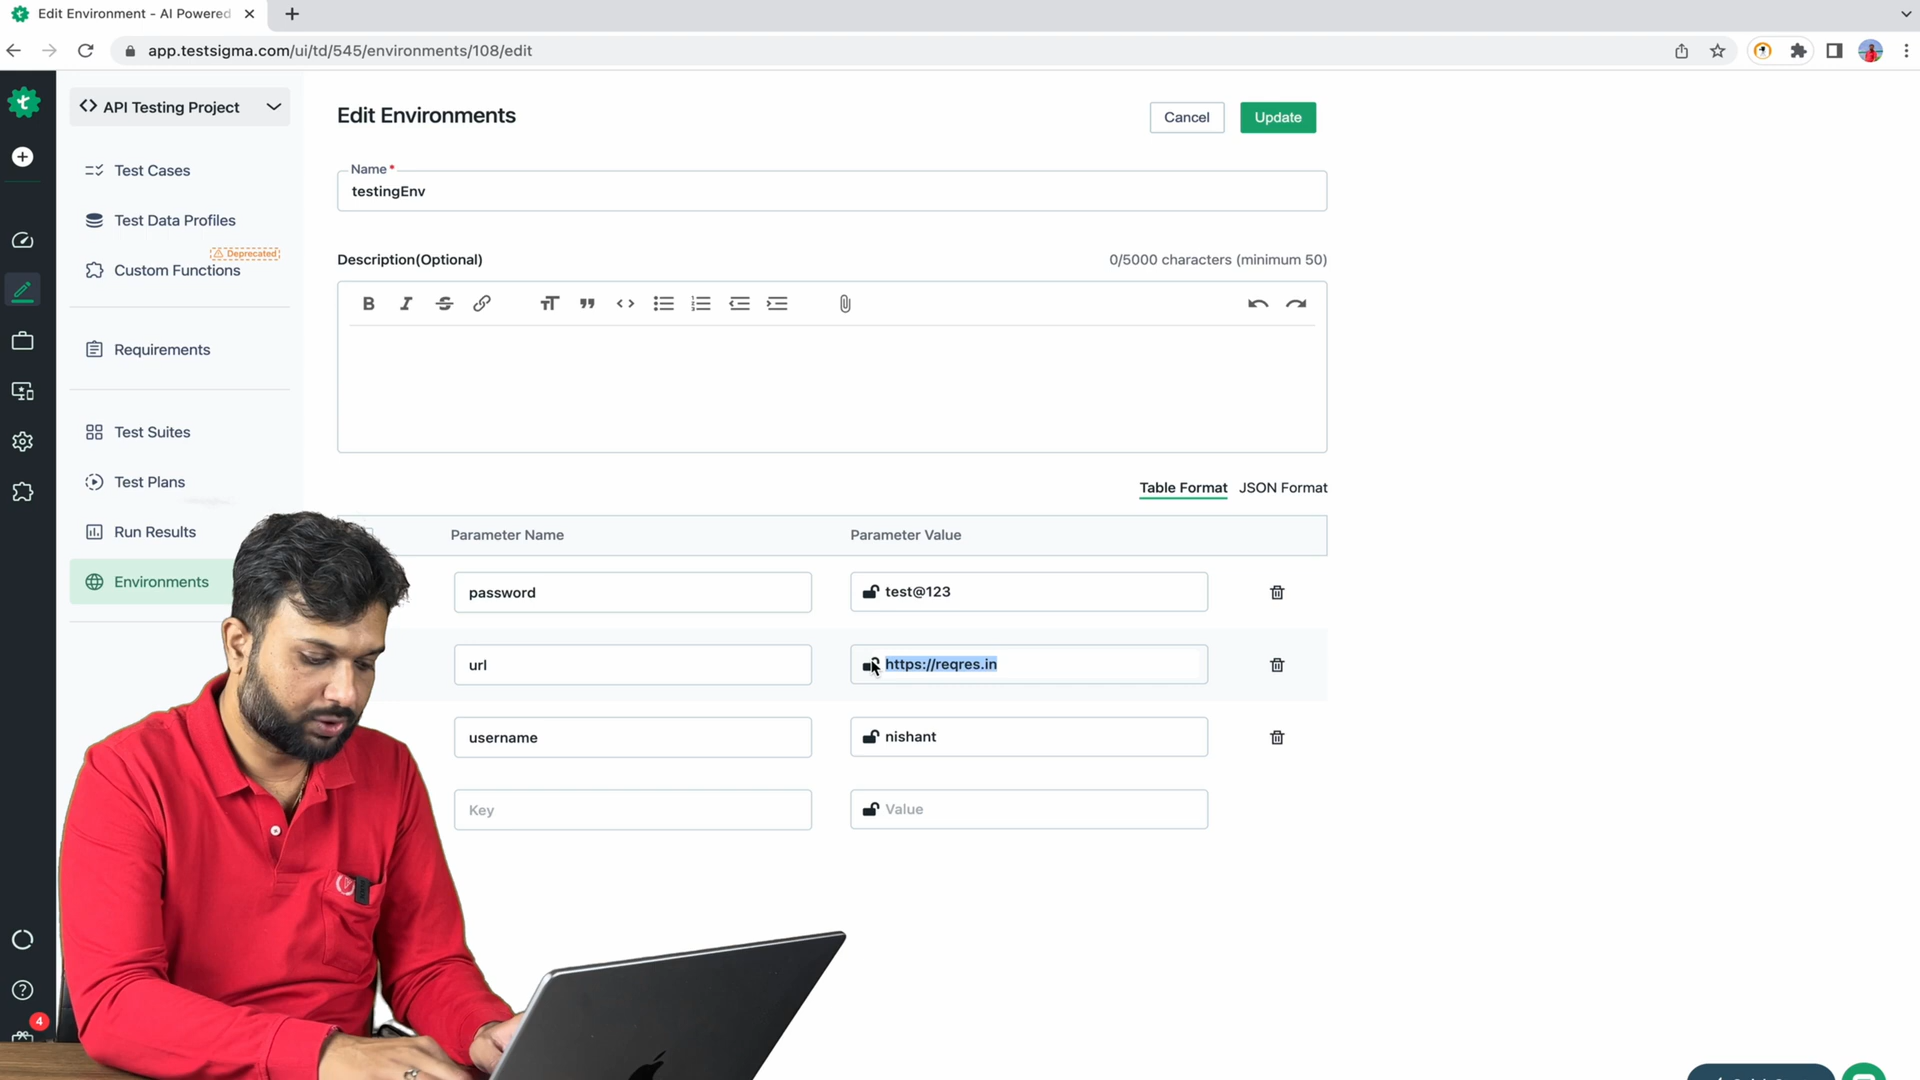 Edit Environment - AI Powered
app.testsigma.com/ui/td/545/environments/108/edit
API Testing Project
Test Cases
Test Data Profiles
Deprecated
Custom Functions
Requirements
Test Suites
Test Plans
Run Results
Environments
4
Edit Environments
Cancel
Update
Name*
testingEnv
Description(Optional)
0/5000 characters (minimum 50)
Table Format
JSON Format
Parameter Name
Parameter Value
password
test@123
url
https://reqres.in
username
nishant
Key
Value